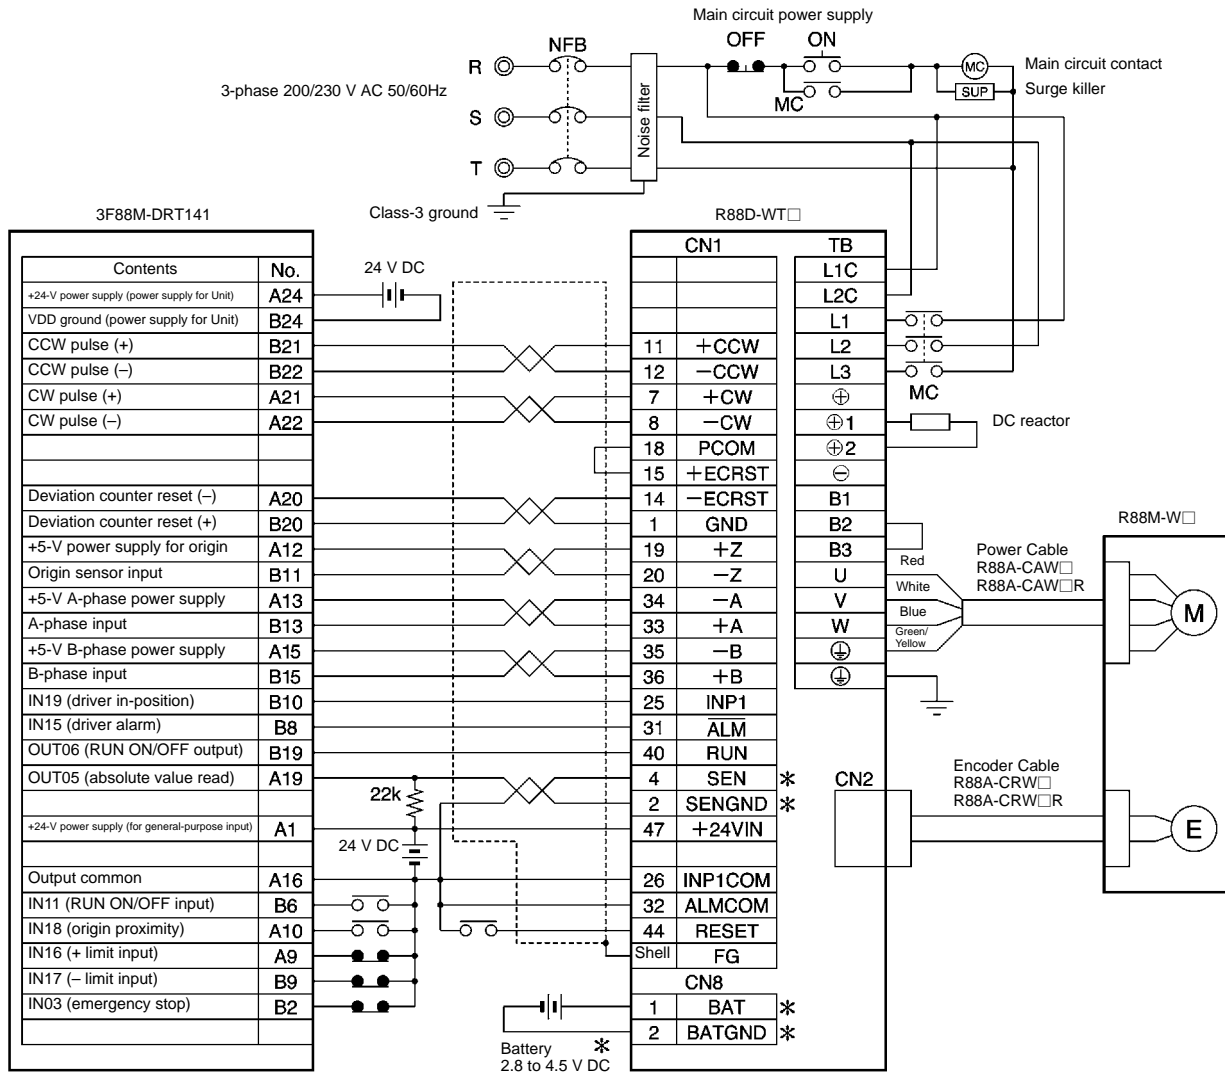 Main circuit power supply
OFF ON
NFB
R
MC
Main circuit contact
3-phase 200/230 V AC 50/60Hz
MC
SUP
Surge killer
S
Noise filter
T
Class-3 ground
3F88M-DRT141
R88D-WT□
CN1 TB
Contents No.
24 V DC
L1C
+24-V power supply (power supply for Unit) A24
L2C
VDD ground (power supply for Unit) B24
L1
CCW pulse (+) B21
11 +CCW L2
CCW pulse (–) B22
12 −CCW L3
MC
CW pulse (+) A21
7 +CW ⊕
CW pulse (–) A22
8 −CW ⊕1
DC reactor
18 PCOM ⊕2
15 +ECRST ⊖
Deviation counter reset (–) A20
14 −ECRST B1
Deviation counter reset (+) B20
1 GND B2
R88M-W□
+5-V power supply for origin A12
19 +Z B3
Red
Power Cable
R88A-CAW□
R88A-CAW□R
Origin sensor input B11
20 −Z U
White
+5-V A-phase power supply A13
34 −A V
Blue
M
A-phase input B13
33 +A W
Green/
Yellow
+5-V B-phase power supply A15
35 −B
B-phase input B15
36 +B
IN19 (driver in-position) B10
25 INP1
IN15 (driver alarm) B8
31 ALM
OUT06 (RUN ON/OFF output) B19
40 RUN
OUT05 (absolute value read) A19
4 SEN *
CN2
Encoder Cable
R88A-CRW□
R88A-CRW□R
22k
2 SENGND *
+24-V power supply (for general-purpose input) A1
47 +24VIN
E
24 V DC
Output common A16
26 INP1COM
IN11 (RUN ON/OFF input) B6
32 ALMCOM
IN18 (origin proximity) A10
44 RESET
IN16 (+ limit input) A9
Shell FG
IN17 (– limit input) B9
CN8
IN03 (emergency stop) B2
1 BAT *
2 BATGND *
Battery *
2.8 to 4.5 V DC